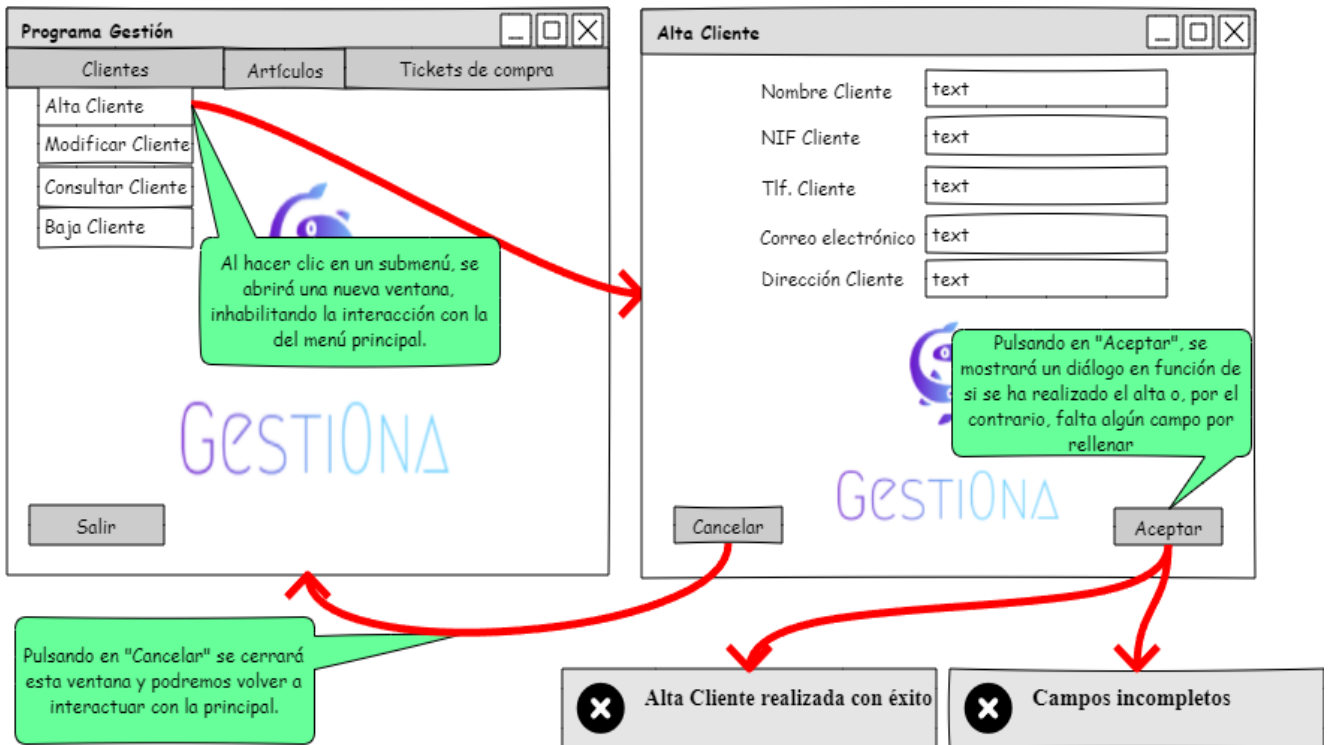 Programa Gestión
Clientes
Artículos
Tickets de compra
Alta Cliente
Modificar Cliente
Consultar Cliente
Baja Cliente
Al hacer clic en un submenú, se
abrirá una nueva ventana,
inhabilitando la interacción con la
del menú principal.
GestiOna
Salir
Alta Cliente
Nombre Cliente
text
NIF Cliente
text
Tlf. Cliente
text
Correo electrónico
text
Dirección Cliente
text
Pulsando en "Aceptar", se
mostrará un diálogo en función de
si se ha realizado el alta o, por el
contrario, falta algún campo por
rellenar
GestiOna
Cancelar
Aceptar
Pulsando en "Cancelar" se cerrará
esta ventana y podremos volver a
interactuar con la principal.
Alta Cliente realizada con éxito
Campos incompletos